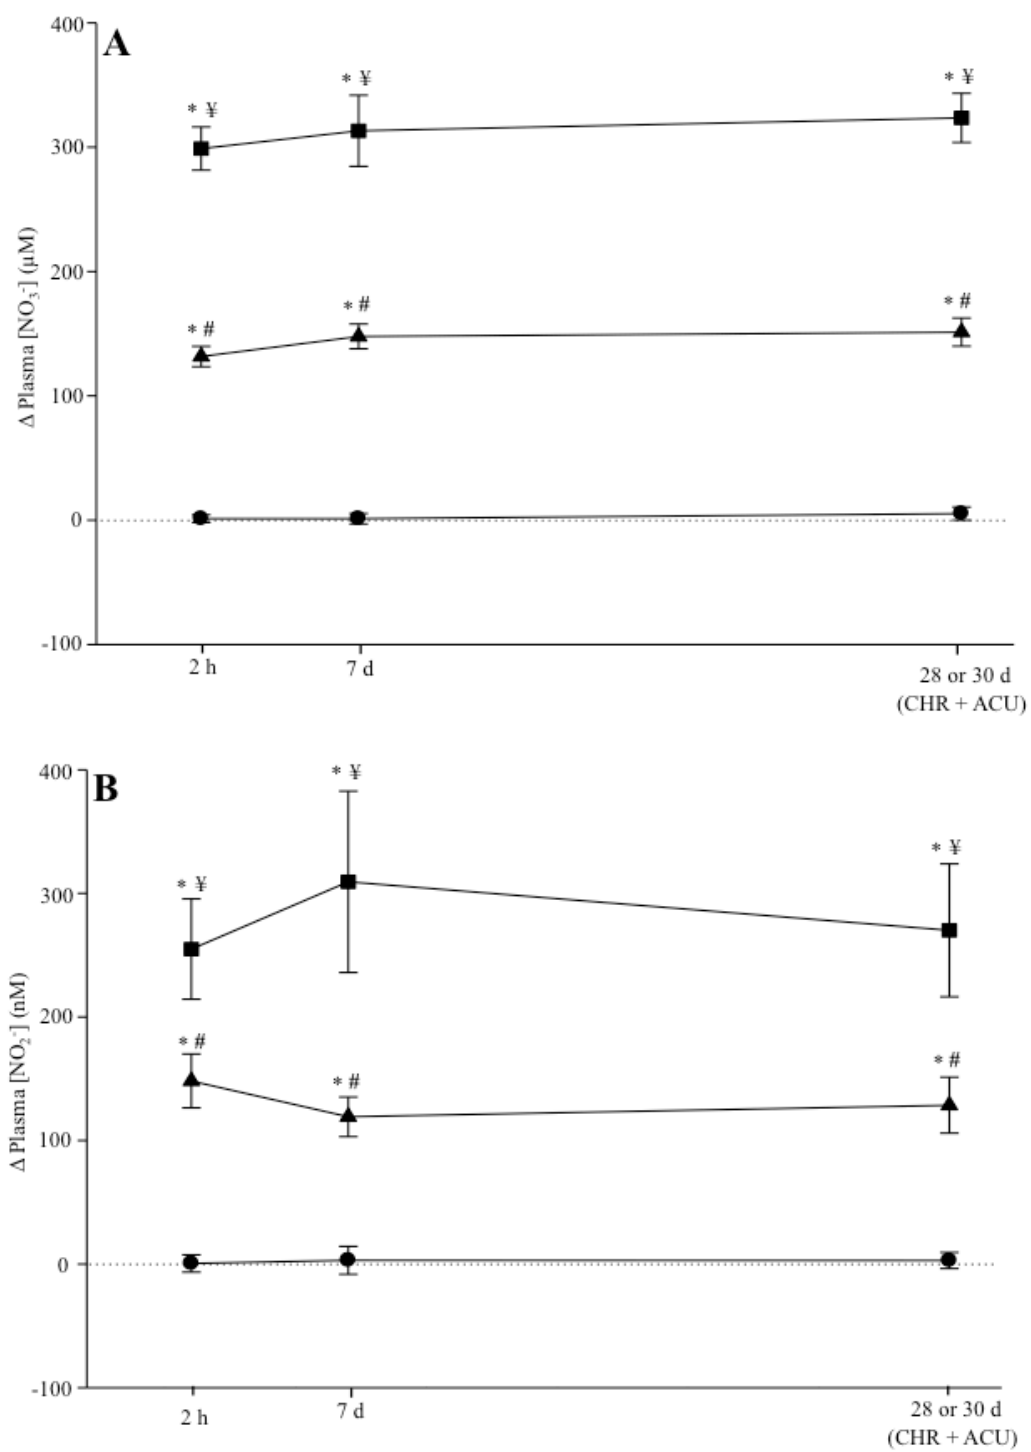 400
A
* ¥
* ¥
* ¥
300
Δ Plasma [NO₃⁻] (µM)
200
* #
* #
* #
100
0
-100
2 h
7 d
28 or 30 d
(CHR + ACU)
400
B
* ¥
* ¥
* ¥
300
Δ Plasma [NO₂⁻] (nM)
200
* #
* #
* #
100
0
-100
2 h
7 d
28 or 30 d
(CHR + ACU)